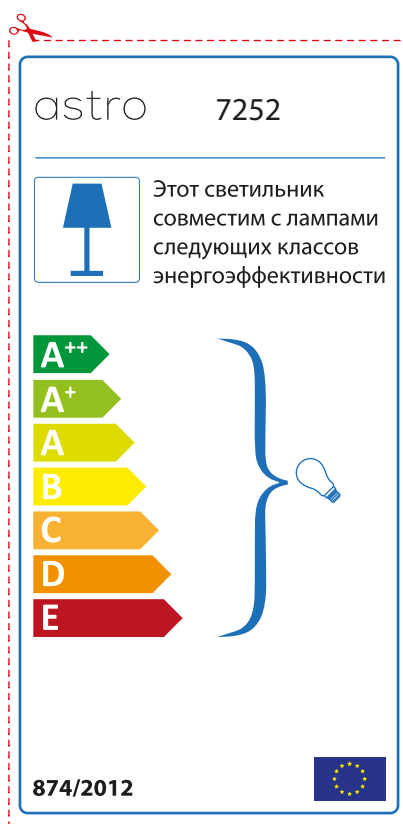 astro 7252
Этот светильник
совместим с лампами
следующих классов
энергоэффективности
A++
A+
A
B
C
D
E
874/2012